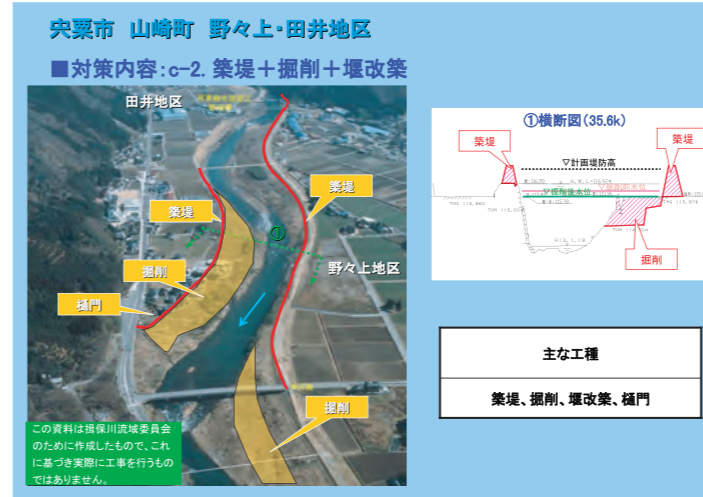 宍粟市 山崎町 野々上・田井地区
■対策内容:c-2.築堤+掘削+堰改築
田井地区
築堤
築堤
①
野々上地区
掘削
樋門
掘削
この資料は揖保川流域委員会
のために作成したもので、これ
に基づき実際に工事を行うもの
ではありません。
①横断図(35.6k)
築堤
築堤
▽計画堤防高
掘削
主な工種
築堤、掘削、堰改築、樋門